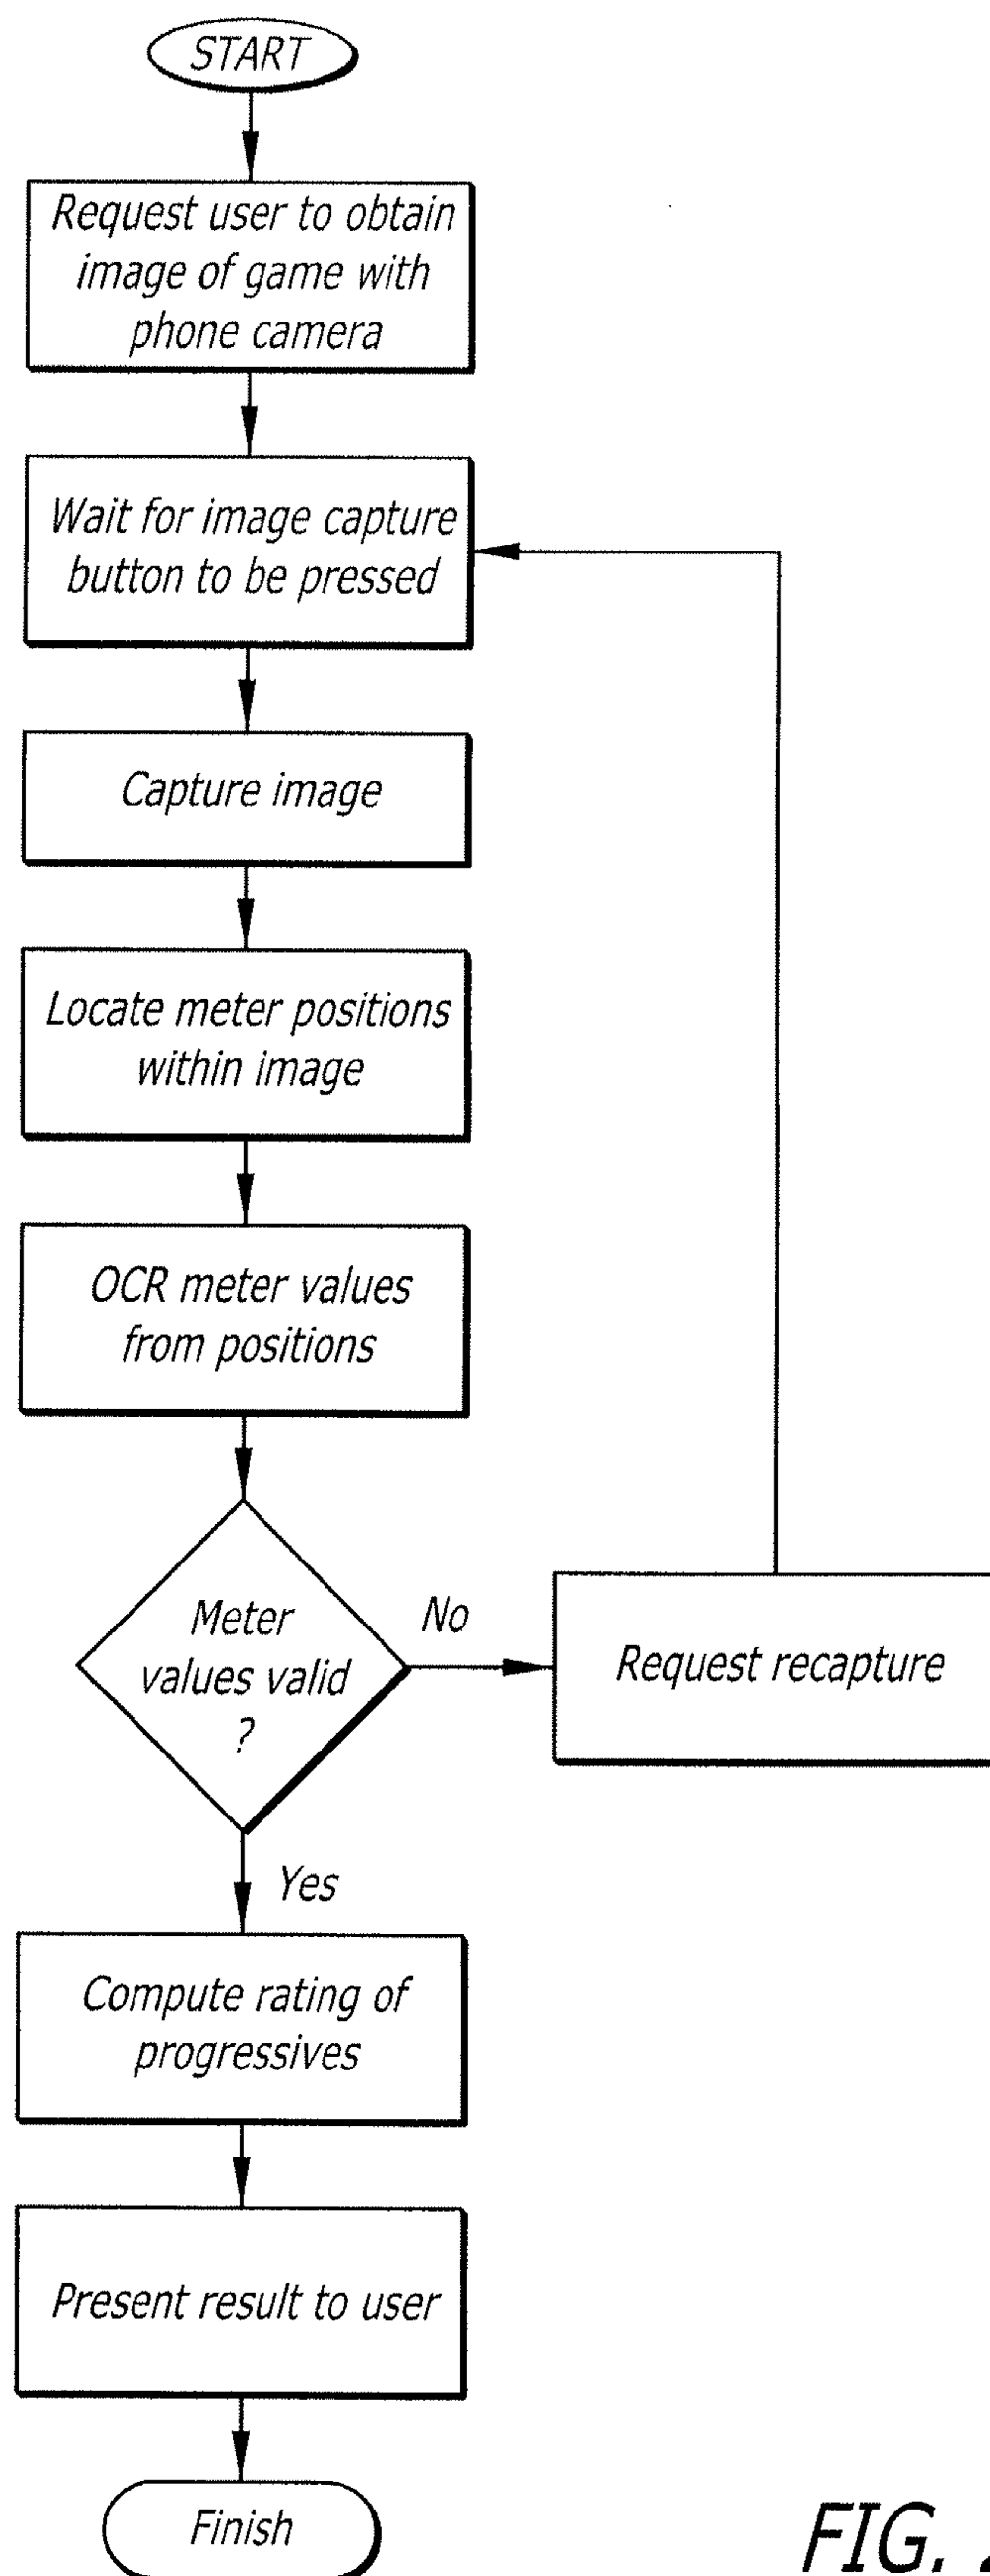 START
Request user to obtain
image of game with
phone camera
Wait for image capture
button to be pressed
Capture image
Locate meter positions
within image
OCR meter values
from positions
Meter
values valid
?
No
Request recapture
Yes
Compute rating of
progressives
Present result to user
Finish
FIG.